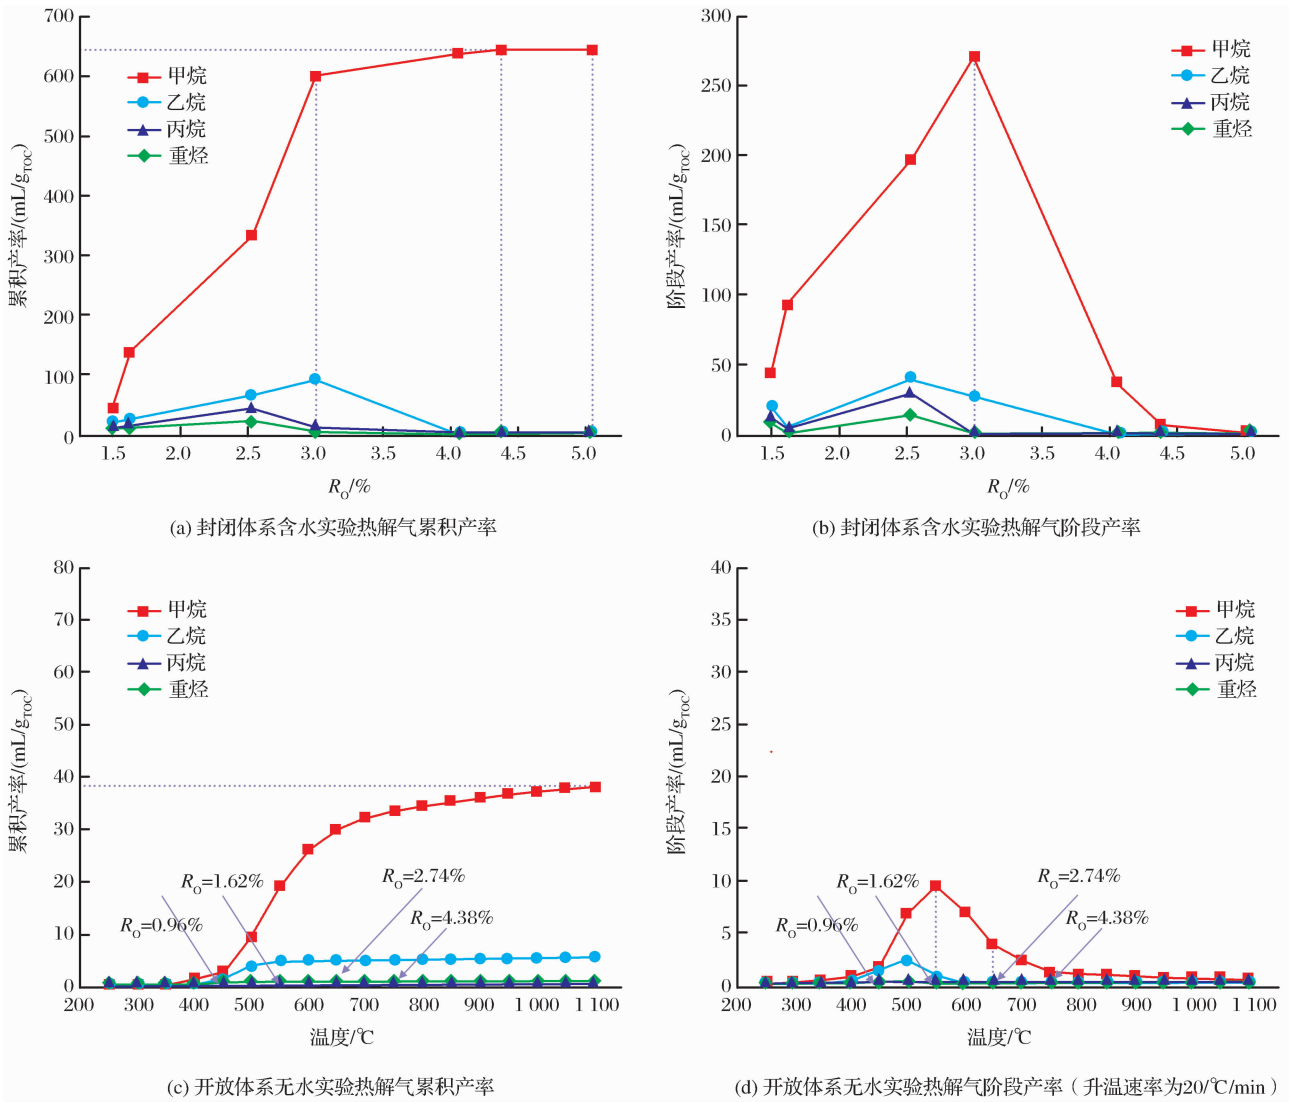 700
600
500
400
300
200
100
0
累积产率/(mL/gTOC)
甲烷
乙烷
丙烷
重烃
1.5 2.0 2.5 3.0 3.5 4.0 4.5 5.0
RO/%
(a) 封闭体系含水实验热解气累积产率
300
250
200
150
100
50
0
阶段产率/(mL/gTOC)
甲烷
乙烷
丙烷
重烃
1.5 2.0 2.5 3.0 3.5 4.0 4.5 5.0
RO/%
(b) 封闭体系含水实验热解气阶段产率
80
70
60
50
40
30
20
10
0
累积产率/(mL/gTOC)
甲烷
乙烷
丙烷
重烃
RO=1.62%
RO=2.74%
RO=0.96%
RO=4.38%
200 300 400 500 600 700 800 900 1 000 1 100
温度/℃
(c) 开放体系无水实验热解气累积产率
40
35
30
25
20
15
10
5
0
阶段产率/(mL/gTOC)
甲烷
乙烷
丙烷
重烃
RO=1.62%
RO=2.74%
RO=0.96%
RO=4.38%
200 300 400 500 600 700 800 900 1 000 1 100
温度/℃
(d) 开放体系无水实验热解气阶段产率（升温速率为20/℃/min）